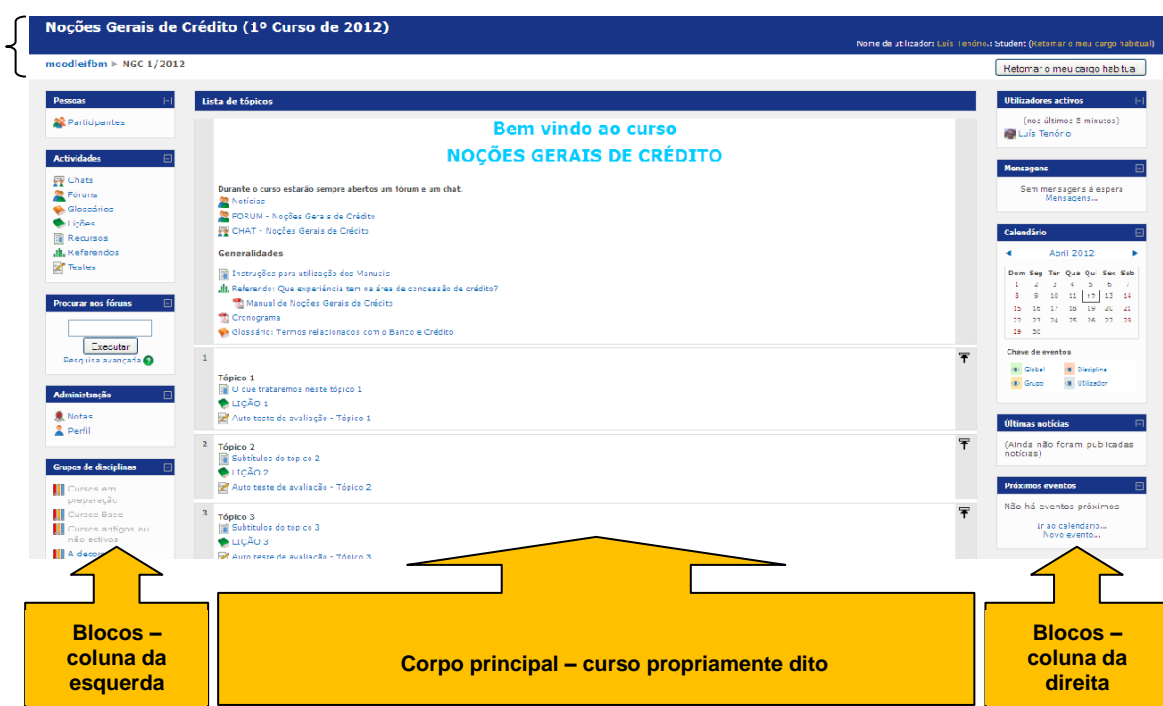 Noções Gerais de Crédito (1º Curso de 2012)
Nome de utilizador: Luís Tenório.: Student (Retomar o meu cargo habitual)
moodleifbm ► NGC 1/2012
Retomar o meu cargo habitua
Pessoas
Participantes
Actividades
Chats
Fóruns
Glossários
Lições
Recursos
Referendos
Testes
Procurar nos fóruns
Executar
Pesquisa avançada
Administração
Notas
Perfil
Grupos de disciplinas
Cursos em
preparação
Cursos Base
Cursos antigos ou
não activos
A deco
Lista de tópicos
Bem vindo ao curso
NOÇÕES GERAIS DE CRÉDITO
Durante o curso estarão sempre abertos um fórum e um chat.
Notícias
FORUM - Noções Gerais de Crédito
CHAT - Noções Gerais de Crédito
Generalidades
Instruções para utilização dos Manuais
Referendo: Que experiência tem na área de concessão de crédito?
Manual de Noções Gerais de Crédito
Cronograma
Glossário: Termos relacionados com o Banco e Crédito
1
Tópico 1
O que trataremos neste tópico 1
LIÇÃO 1
Auto teste de avaliação - Tópico 1
2
Tópico 2
Subtítulos do topico 2
LIÇÃO 2
Auto teste de avaliação - Tópico 2
3
Tópico 3
Subtítulos do topico 3
LIÇÃO 3
Auto teste de avaliação - Tópico 3
Utilizadores activos
(nos últimos 5 minutos)
Luís Tenório
Mensagens
Sem mensagens à espera
Mensagens...
Calendário
◄ Abril 2012 ►
Dom Seg Ter Qua Qui Sex Sáb
1 2 3 4 5 6 7
8 9 10 11 12 13 14
15 16 17 18 19 20 21
22 23 24 25 26 27 28
29 30
Chave de eventos
Global Disciplina
Grupo Utilizador
Últimas notícias
(Ainda não foram publicadas
notícias)
Próximos eventos
Não há eventos próximos
Ir ao calendário...
Novo evento...
Blocos –
coluna da
esquerda
Corpo principal – curso propriamente dito
Blocos –
coluna da
direita